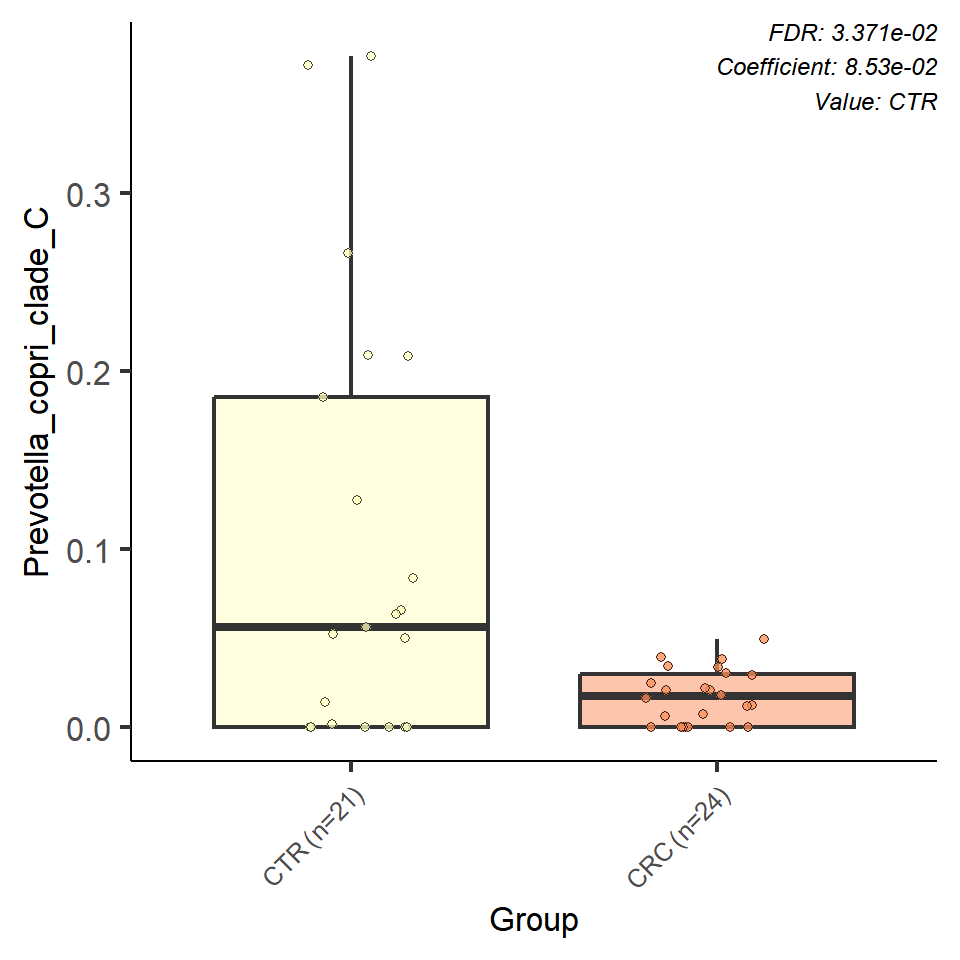 FDR: 3.371e-02
Coefficient: 8.53e-02
Value: CTR
Prevotella_copri_clade_C
0.3
0.2
0.1
0.0
CTR (n=21)
CRC (n=24)
Group